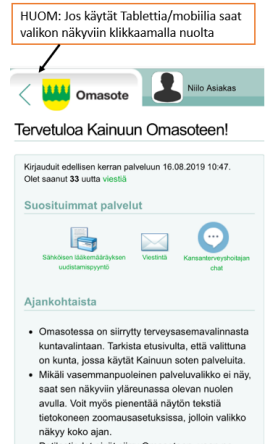 HUOM: Jos käytät Tablettia/mobiilia saat
valikon näkyviin klikkaamalla nuolta
Omasote
Niilo Asiakas
Tervetuloa Kainuun Omasoteen!
Kirjauduit edellisen kerran palveluun 16.08.2019 10:47.
Olet saanut 33 uutta viestiä
Suosituimmat palvelut
Sähköisen lääkemääräyksen
uudistamispyyntö
Viestintä
Kansanterveyshoitajan
chat
Ajankohtaista
• Omasotessa on siirrytty terveysasemavalinnasta
kuntavalintaan. Tarkista etusivulta, että valittuna
on kunta, jossa käytät Kainuun soten palveluita.
• Mikäli vasemmanpuoleinen palveluvalikko ei näy,
saat sen näkyviin yläreunassa olevan nuolen
avulla. Voit myös pienentää näytön tekstiä
tietokoneen zoomausasetuksissa, jolloin valikko
näkyy koko ajan.